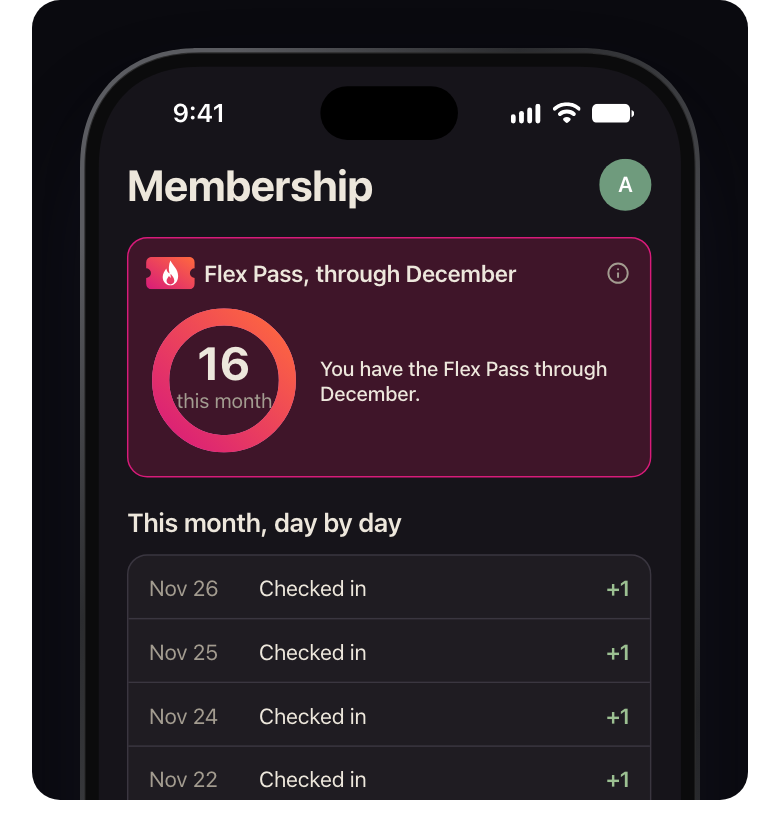 9:41
Membership
A
Flex Pass, through December
16
this month
You have the Flex Pass through
December.
This month, day by day
Nov 26 Checked in +1
Nov 25 Checked in +1
Nov 24 Checked in +1
Nov 22 Checked in +1